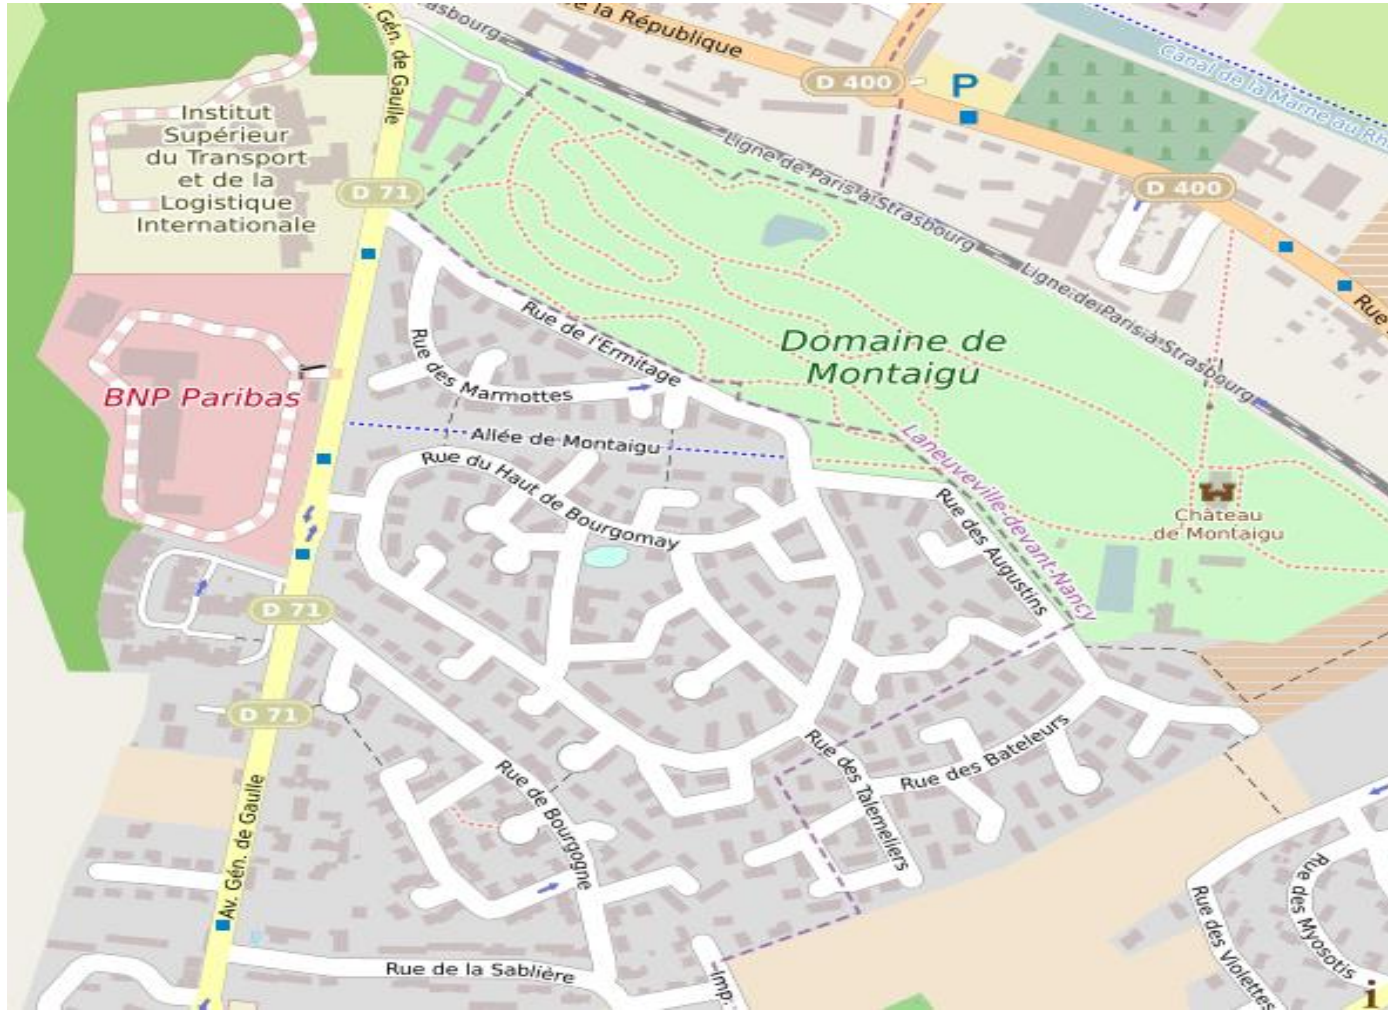 Strasbourg
de la République
Gén. de Gaulle
D 400
P
Canal de la Marne au Rh
Institut
Supérieur
du Transport
et de la
Logistique
Internationale
D 71
Ligne de Paris à Strasbourg
D 400
Ligne de Paris à Strasbourg
Rue
Rue de l'Ermitage
Domaine de
Montaigu
Rue des Marmottes
BNP Paribas
Allée de Montaigu
Rue du Haut de Bourgomay
Laneuveville-devant-Nancy
Rue des Augustins
Château
de Montaigu
D 71
D 71
Rue des Bateleurs
Rue des Talemeliers
Rue de Bourgogne
Av. Gén. de Gaulle
Rue de la Sablière
Imp.
Rue des Violettes
Rue des Myosotis
i